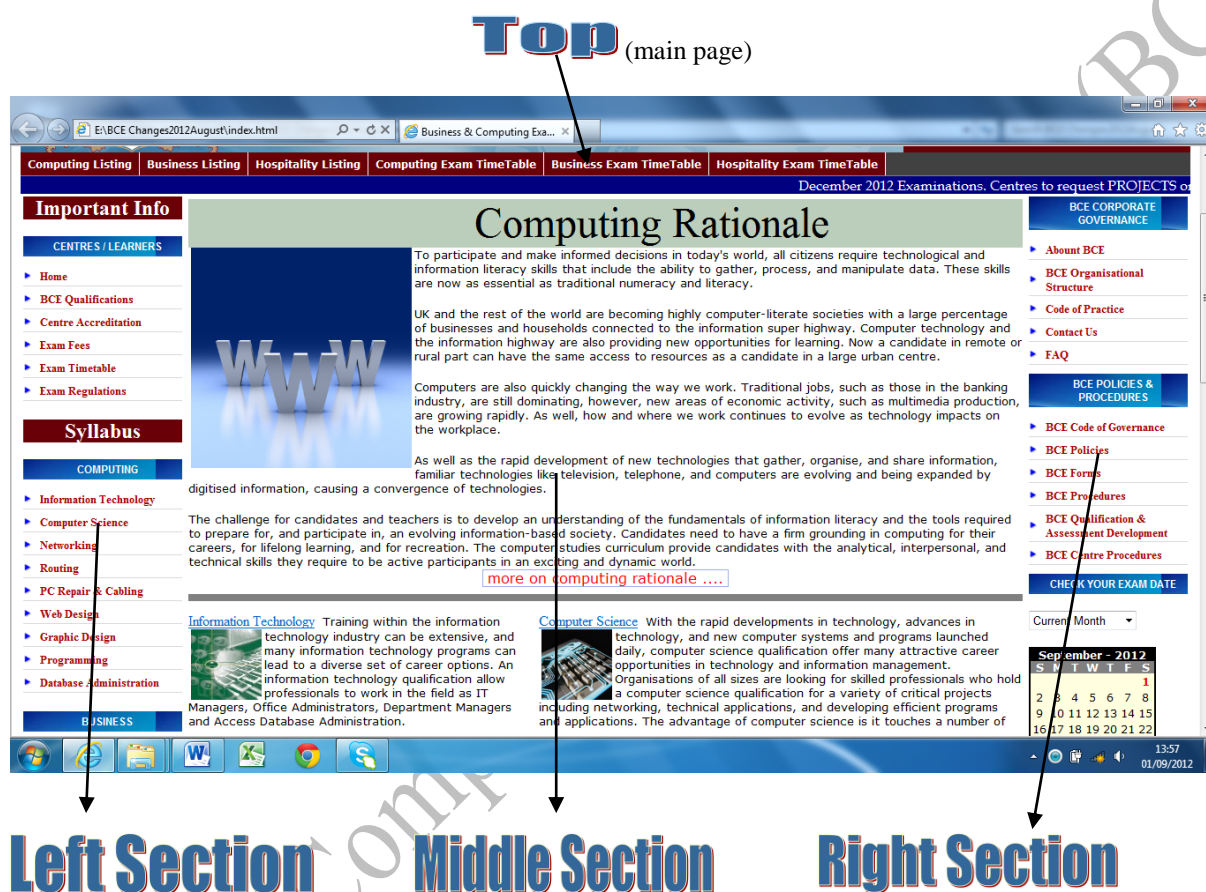 Top (main page)
E:\BCE Changes2012August\index.html
Business & Computing Exa...
Computing Listing
Business Listing
Hospitality Listing
Computing Exam TimeTable
Business Exam TimeTable
Hospitality Exam TimeTable
December 2012 Examinations. Centres to request PROJECTS on
Important Info
CENTRES / LEARNERS
Home
BCE Qualifications
Centre Accreditation
Exam Fees
Exam Timetable
Exam Regulations
Syllabus
COMPUTING
Information Technology
Computer Science
Networking
Routing
PC Repair & Cabling
Web Design
Graphic Design
Programming
Database Administration
BUSINESS
Computing Rationale
WWW
To participate and make informed decisions in today's world, all citizens require technological and
information literacy skills that include the ability to gather, process, and manipulate data. These skills
are now as essential as traditional numeracy and literacy.
UK and the rest of the world are becoming highly computer-literate societies with a large percentage
of businesses and households connected to the information super highway. Computer technology and
the information highway are also providing new opportunities for learning. Now a candidate in remote or
rural part can have the same access to resources as a candidate in a large urban centre.
Computers are also quickly changing the way we work. Traditional jobs, such as those in the banking
industry, are still dominating, however, new areas of economic activity, such as multimedia production,
are growing rapidly. As well, how and where we work continues to evolve as technology impacts on
the workplace.
As well as the rapid development of new technologies that gather, organise, and share information,
familiar technologies like television, telephone, and computers are evolving and being expanded by
digitised information, causing a convergence of technologies.
The challenge for candidates and teachers is to develop an understanding of the fundamentals of information literacy and the tools required
to prepare for, and participate in, an evolving information-based society. Candidates need to have a firm grounding in computing for their
careers, for lifelong learning, and for recreation. The computer studies curriculum provide candidates with the analytical, interpersonal, and
technical skills they require to be active participants in an exciting and dynamic world.
more on computing rationale ....
Information Technology Training within the information
technology industry can be extensive, and
many information technology programs can
lead to a diverse set of career options. An
information technology qualification allow
professionals to work in the field as IT
Managers, Office Administrators, Department Managers
and Access Database Administration.
Computer Science With the rapid developments in technology, advances in
technology, and new computer systems and programs launched
daily, computer science qualification offer many attractive career
opportunities in technology and information management.
Organisations of all sizes are looking for skilled professionals who hold
a computer science qualification for a variety of critical projects
including networking, technical applications, and developing efficient programs
and applications. The advantage of computer science is it touches a number of
BCE CORPORATE
GOVERNANCE
Abount BCE
BCE Organisational
Structure
Code of Practice
Contact Us
FAQ
BCE POLICIES &
PROCEDURES
BCE Code of Governance
BCE Policies
BCE Forms
BCE Procedures
BCE Qualification &
Assessment Development
BCE Centre Procedures
CHECK YOUR EXAM DATE
Current Month
September - 2012
S M T W T F S
1
2 3 4 5 6 7 8
9 10 11 12 13 14 15
16 17 18 19 20 21 22
13:57
01/09/2012
Left Section
Middle Section
Right Section